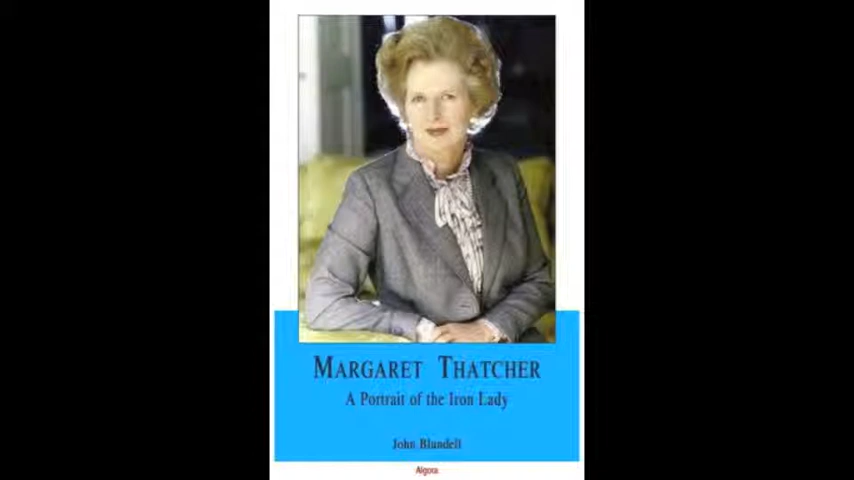 MARGARET THATCHER
A Portrait of the Iron Lady
John Blundell
Algora